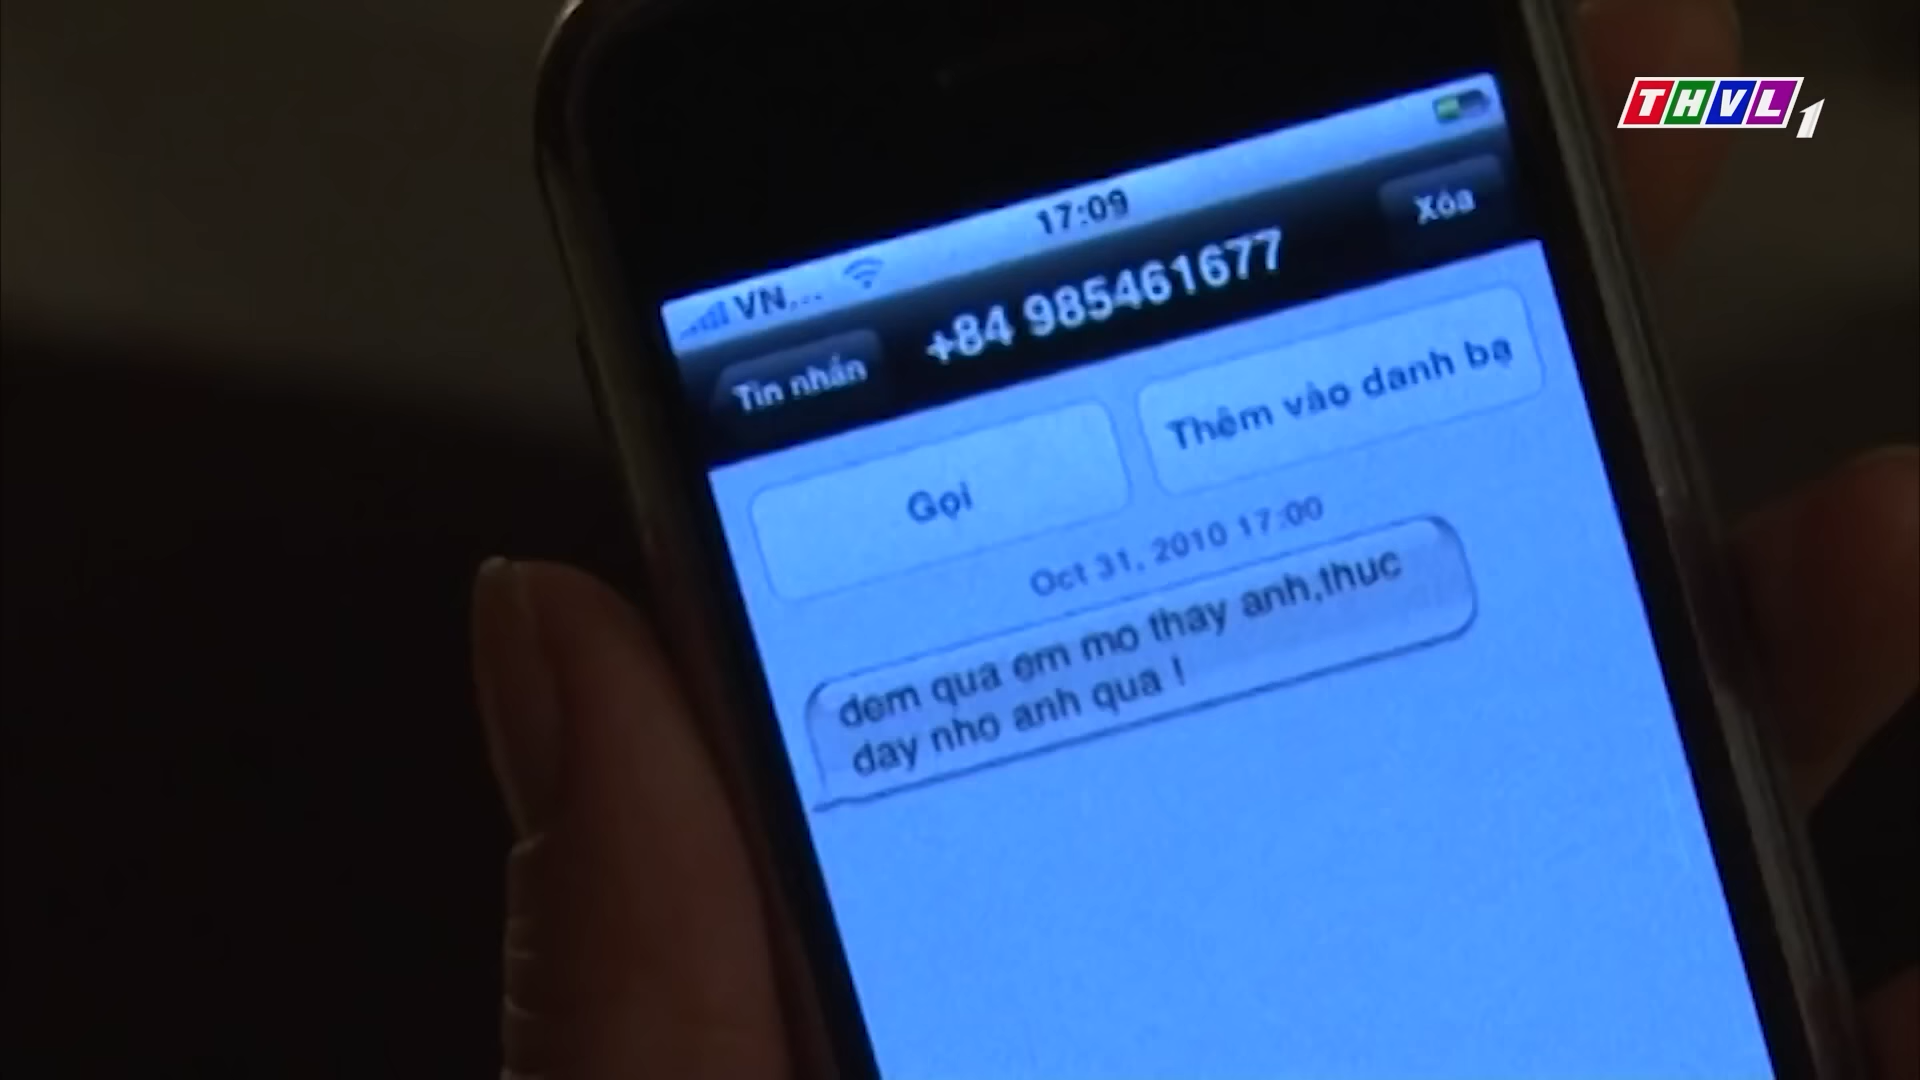 THVL1
17:09
VN...
+84 985461677
Xóa
Tin nhắn
Gọi
Thêm vào danh bạ
Oct 31, 2010 17:00
dem qua em mo thay anh,thuc
day nho anh qua !